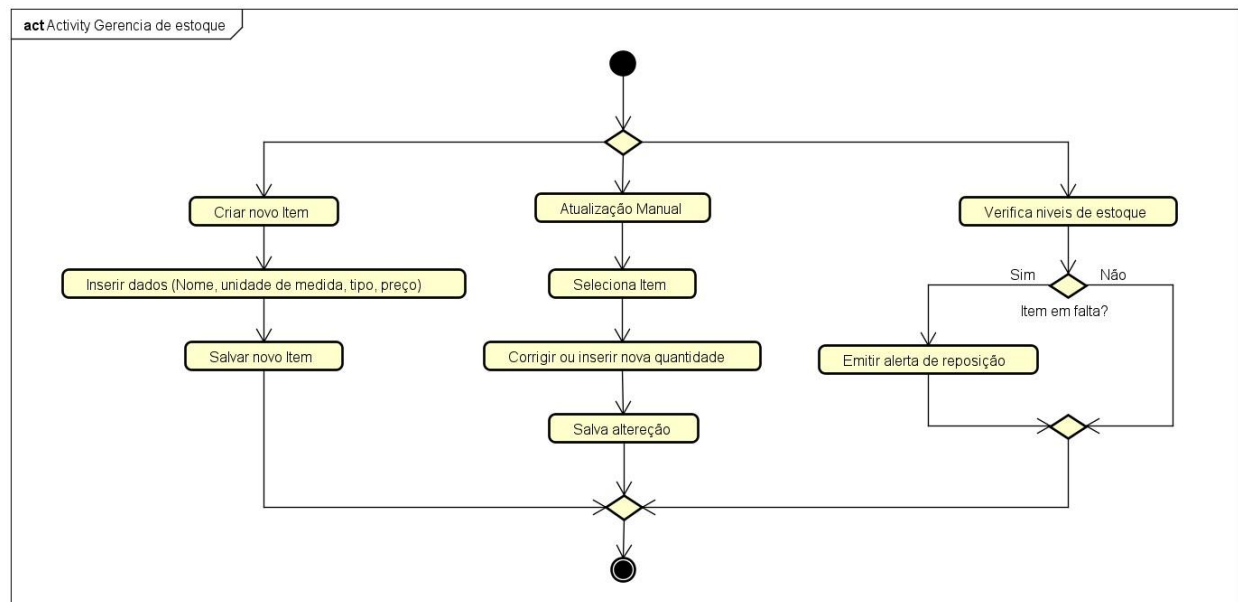 act Activity Gerencia de estoque
Criar novo Item
Atualização Manual
Verifica niveis de estoque
Inserir dados (Nome, unidade de medida, tipo, preço)
Seleciona Item
Sim
Não
Item em falta?
Salvar novo Item
Corrigir ou inserir nova quantidade
Emitir alerta de reposição
Salva altereção